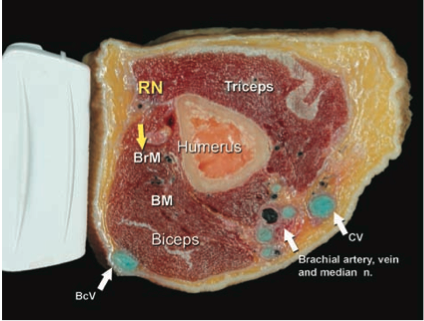 RN
Triceps
Humerus
BrM
BM
Biceps
CV
Brachial artery, vein
and median n.
BcV